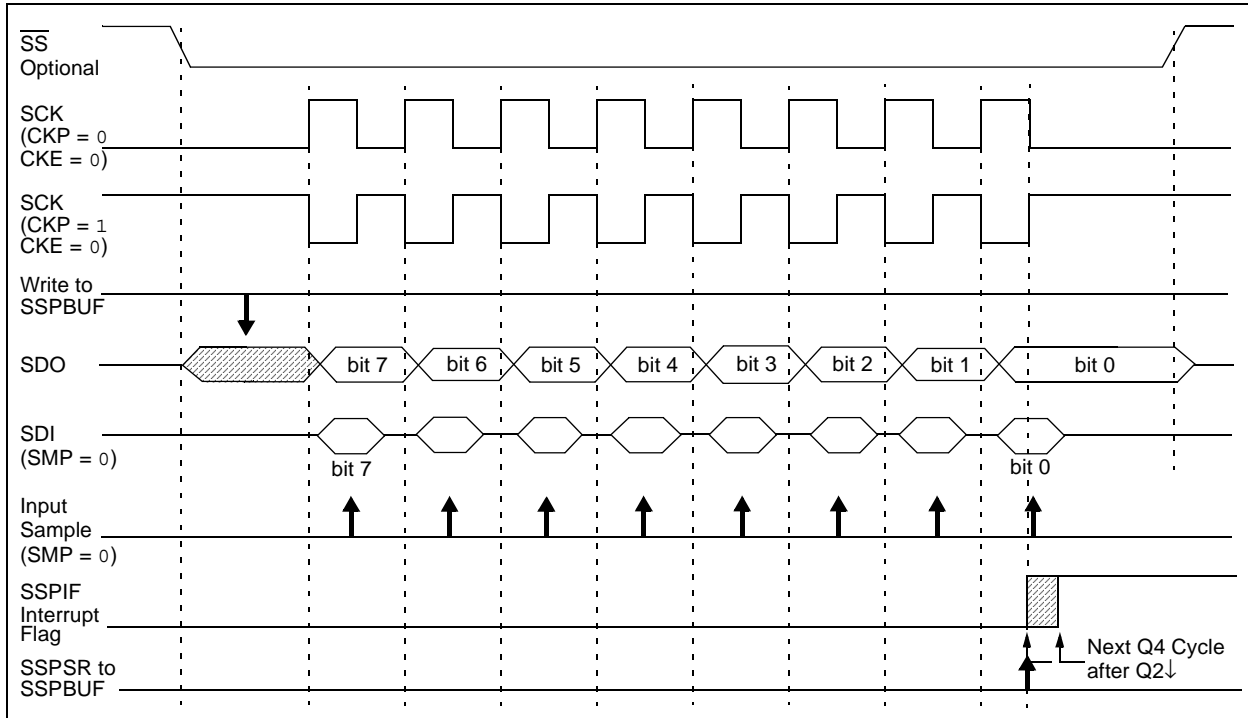 SS
Optional
SCK
(CKP = 0
CKE = 0)
SCK
(CKP = 1
CKE = 0)
Write to
SSPBUF
SDO
bit 7 bit 6 bit 5 bit 4 bit 3 bit 2 bit 1 bit 0
SDI
(SMP = 0)
bit 7 bit 0
Input
Sample
(SMP = 0)
SSPIF
Interrupt
Flag
Next Q4 Cycle
after Q2↓
SSPSR to
SSPBUF